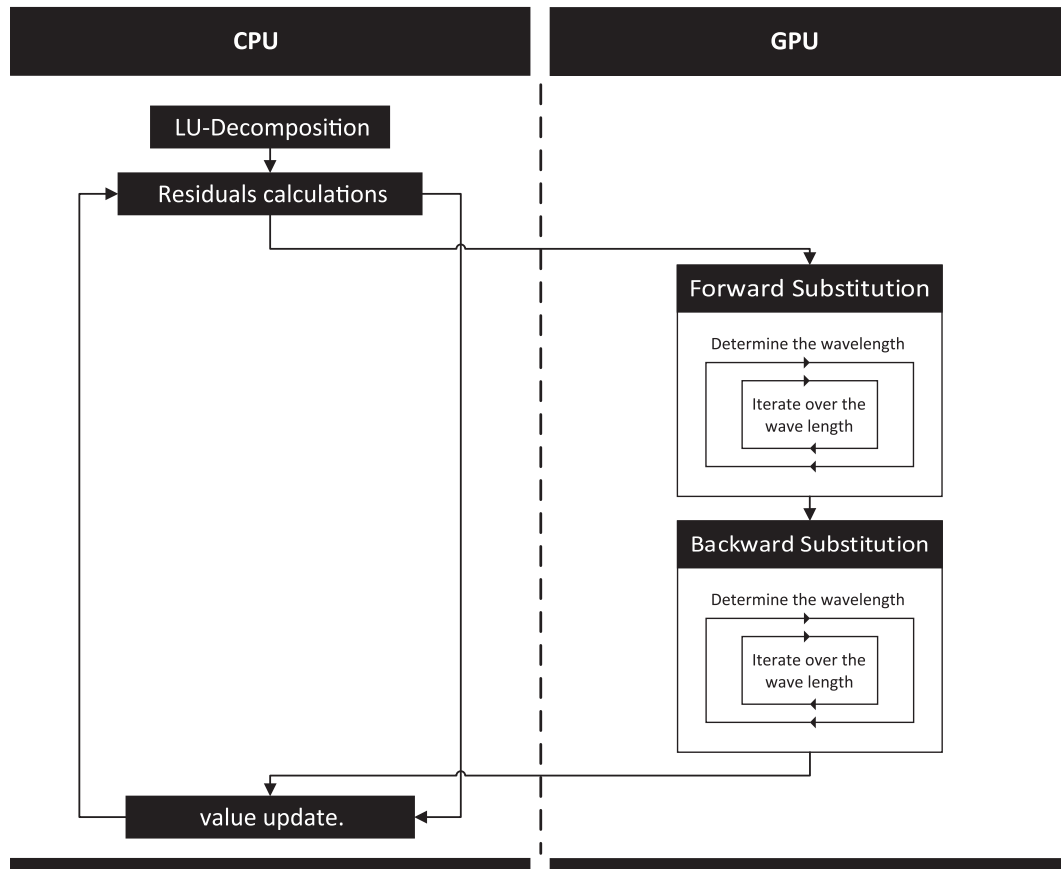 CPU
GPU
LU-Decomposition
Residuals calculations
Forward Substitution
Determine the wavelength
Iterate over the
wave length
Backward Substitution
Determine the wavelength
Iterate over the
wave length
value update.